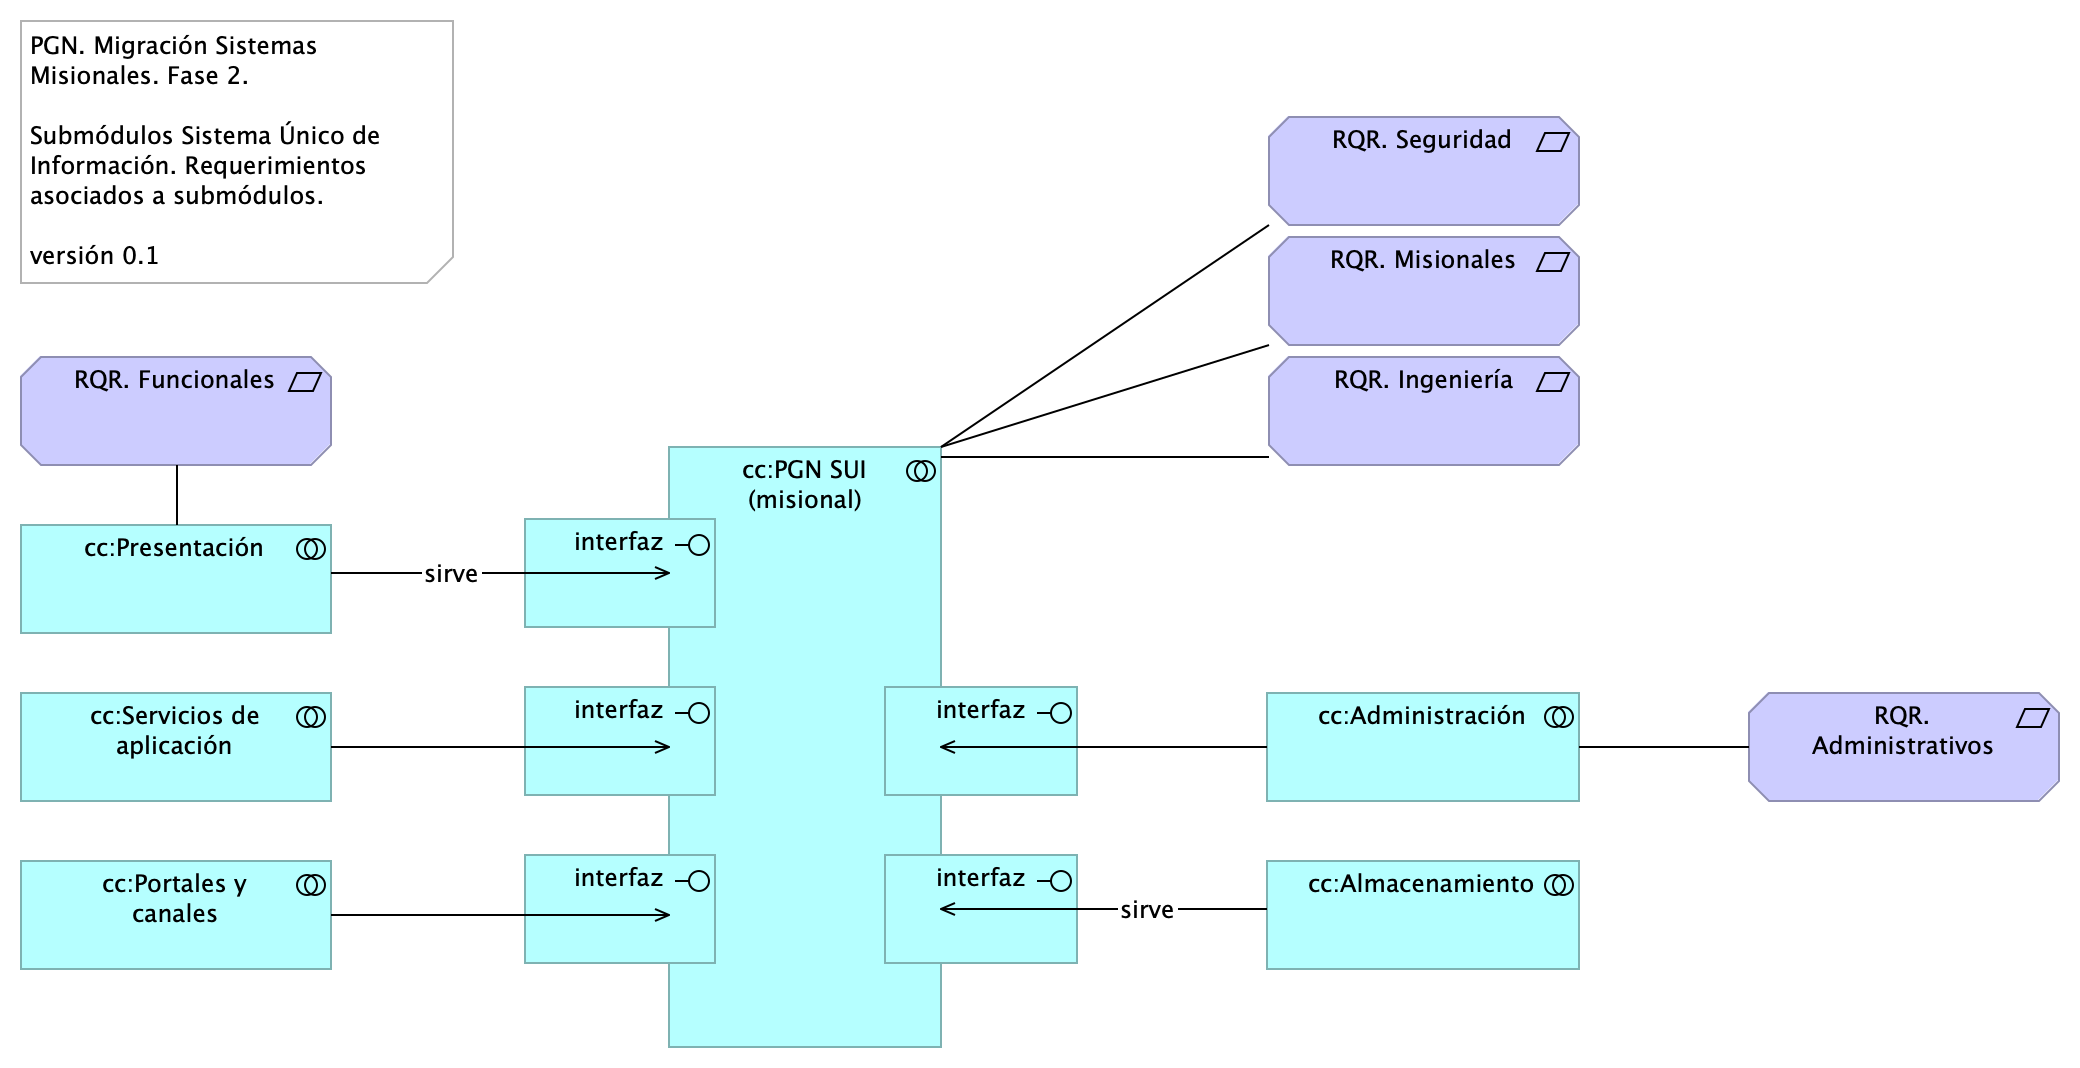 PGN. Migración Sistemas
Misionales. Fase 2.
Submódulos Sistema Único de
Información. Requerimientos
asociados a submódulos.
versión 0.1
RQR. Seguridad
RQR. Misionales
RQR. Funcionales
RQR. Ingeniería
cc:PGN SUI
(misional)
cc:Presentación
sirve
interfaz
cc:Servicios de
aplicación
interfaz
interfaz
cc:Administración
RQR.
Administrativos
cc:Portales y
canales
interfaz
interfaz
sirve
cc:Almacenamiento